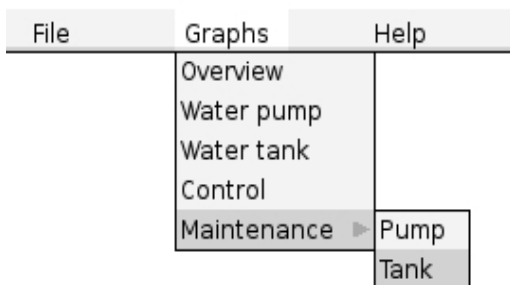 File Graphs Help
Overview
Water pump
Water tank
Control
Maintenance Pump
Tank